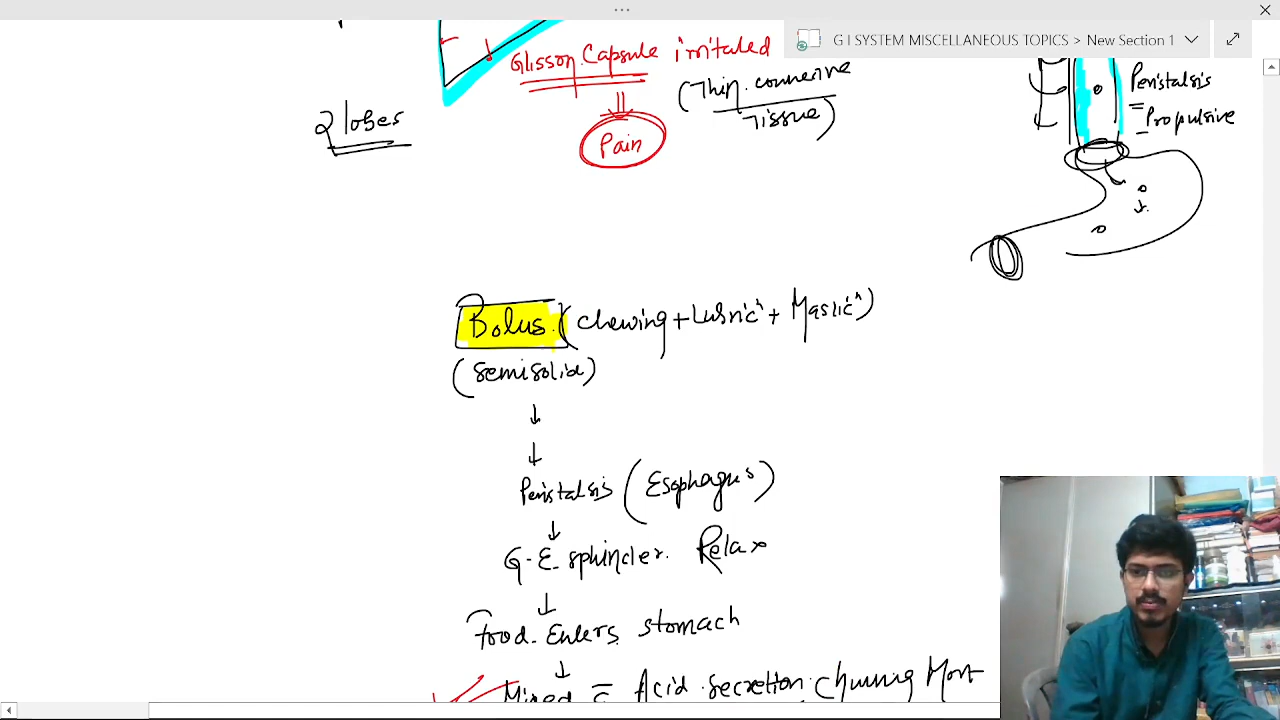 G I SYSTEM MISCELLANEOUS TOPICS > New Section 1
Glisson Capsule irritated
(Thin connective
Tissue)
Pain
2 lobes
Peristalsis
= Propulsive
Bolus (chewing + Lubric^n + Mastic^n)
(Semisolid)
↓
↓
Peristalsis (Esophagus)
↓
G-E sphincter Relax
↓
Food Enters stomach
↓
Mixed = Acid secretion churning